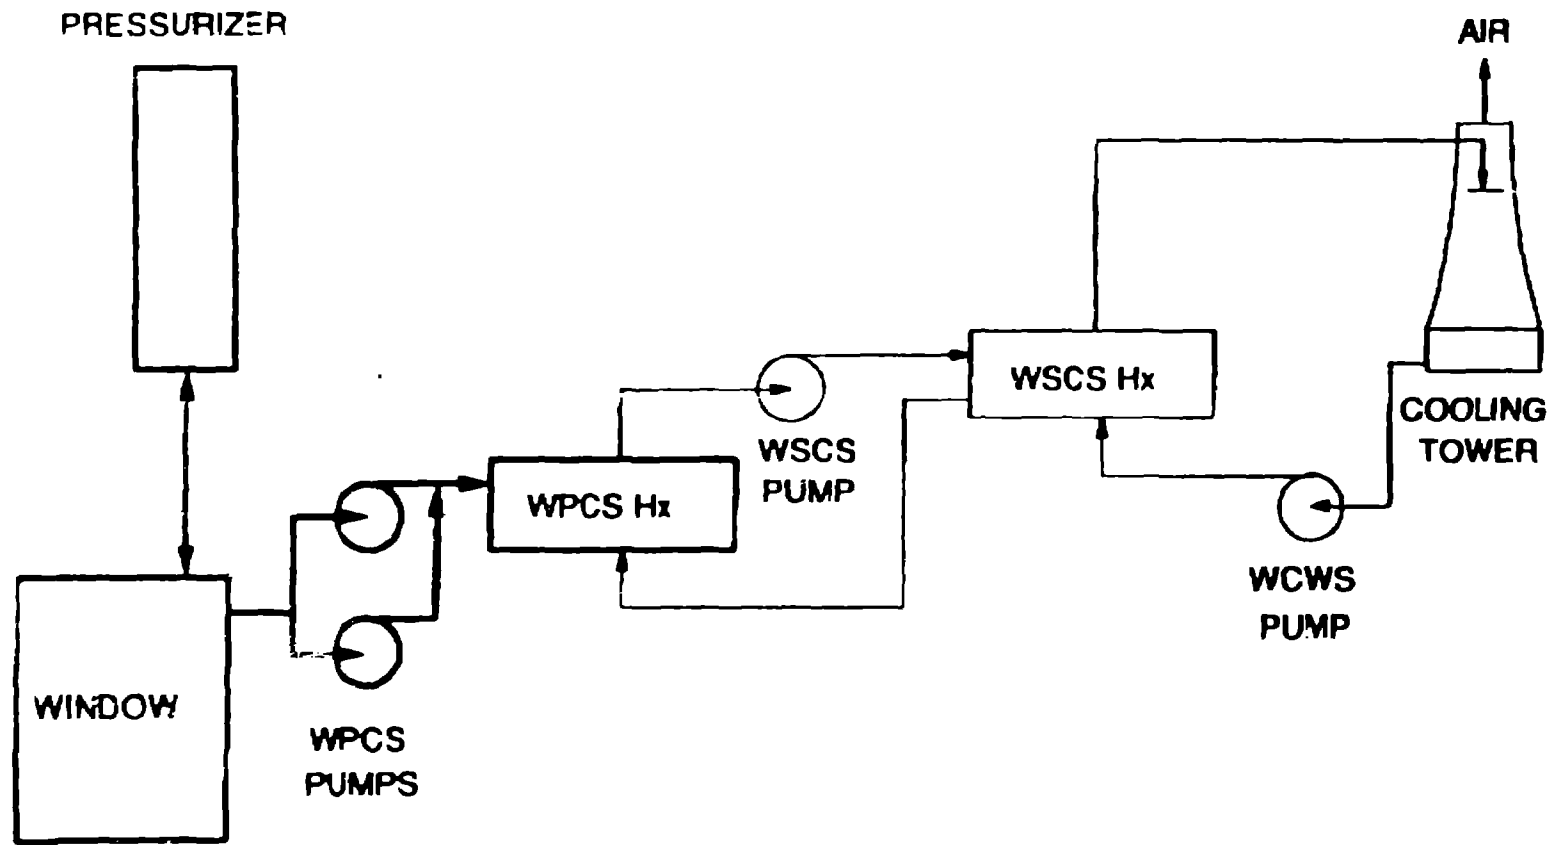 PRESSURIZER
AIR
WSCS Hx
COOLING
TOWER
WSCS
PUMP
WPCS Hx
WCWS
PUMP
WINDOW
WPCS
PUMPS